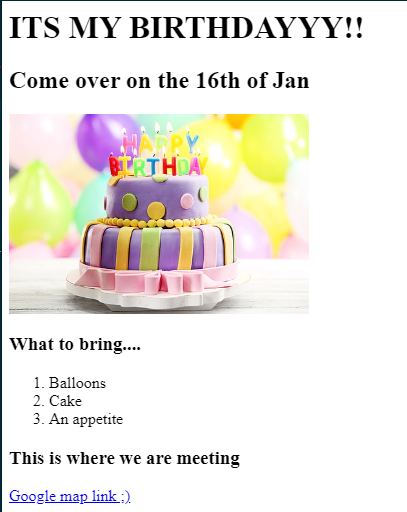 ITS MY BIRTHDAYYY!!
Come over on the 16th of Jan
HAPPY
BIRTHDAY
What to bring....
1. Balloons
2. Cake
3. An appetite
This is where we are meeting
Google map link ;)